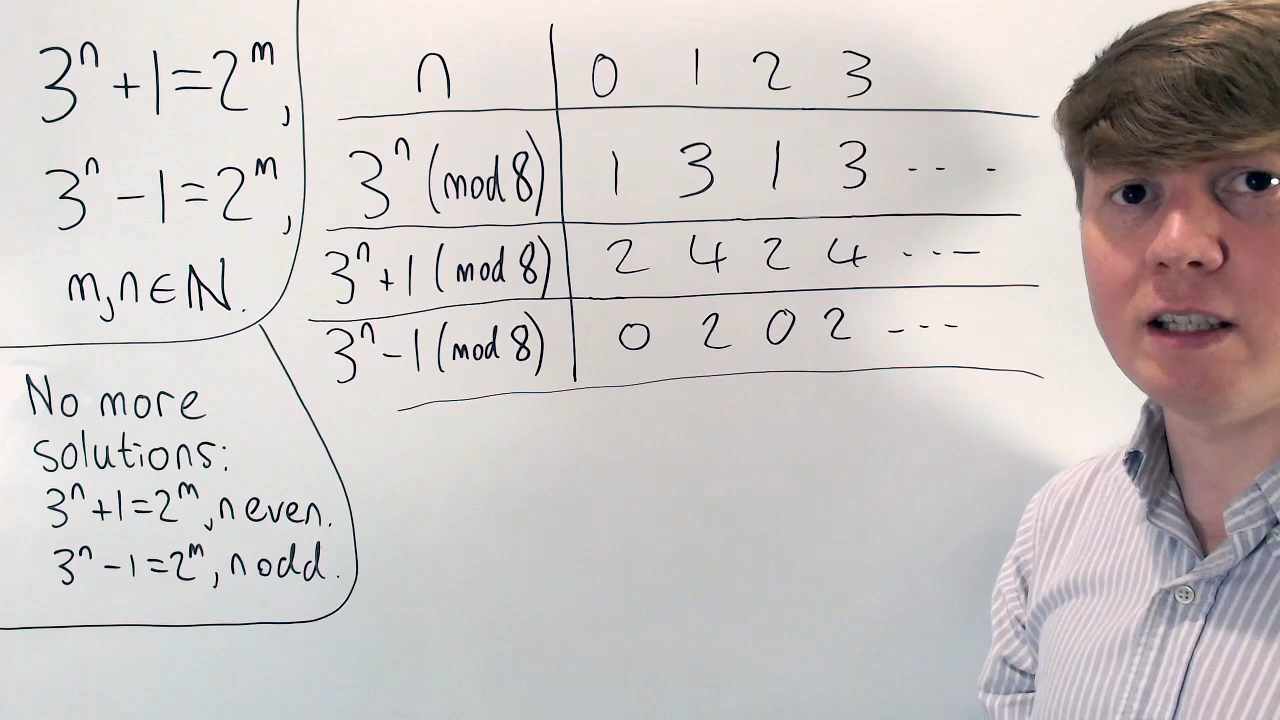 3ⁿ+1=2ᵐ,
3ⁿ-1=2ᵐ,
m,n∈ℕ.
No more
solutions:
3ⁿ+1=2ᵐ, n even.
3ⁿ-1=2ᵐ, n odd.
n 0 1 2 3
3ⁿ (mod 8) 1 3 1 3 ...
3ⁿ+1 (mod 8) 2 4 2 4 ...
3ⁿ-1 (mod 8) 0 2 0 2 ...